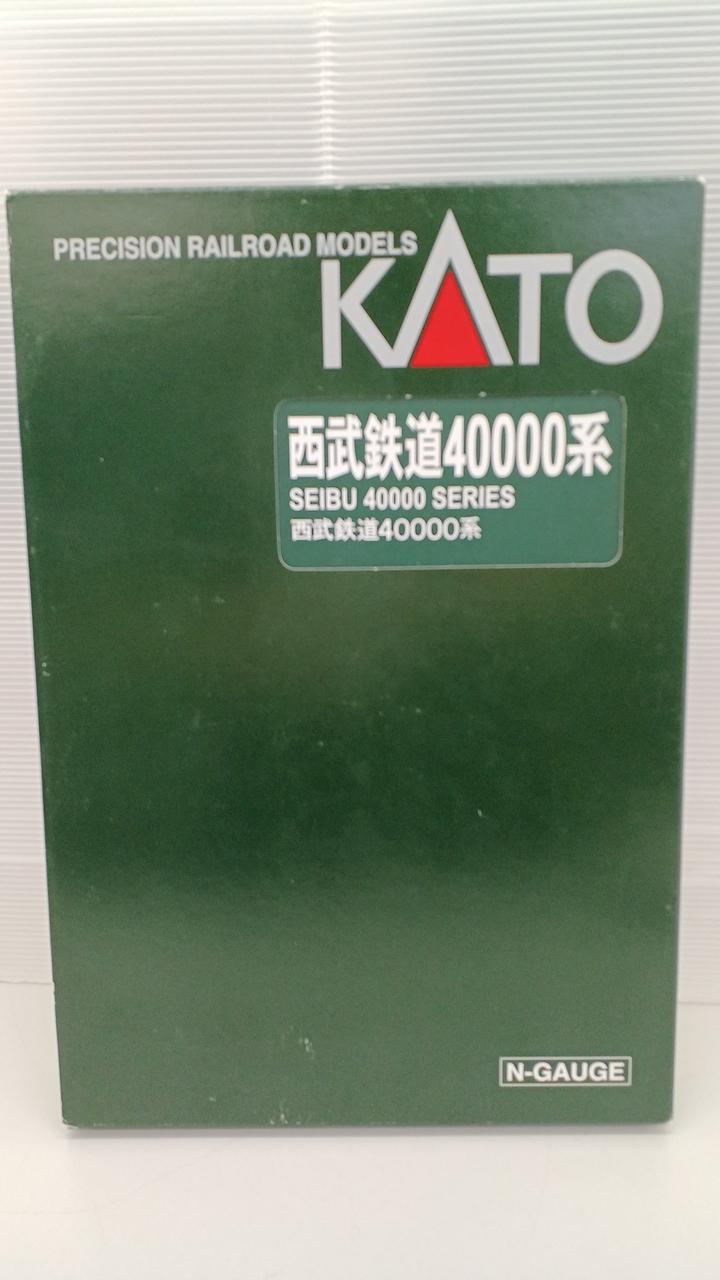 PRECISION RAILROAD MODELS
KATO
西武鉄道40000系
SEIBU 40000 SERIES
西武鉄道40000系
N-GAUGE